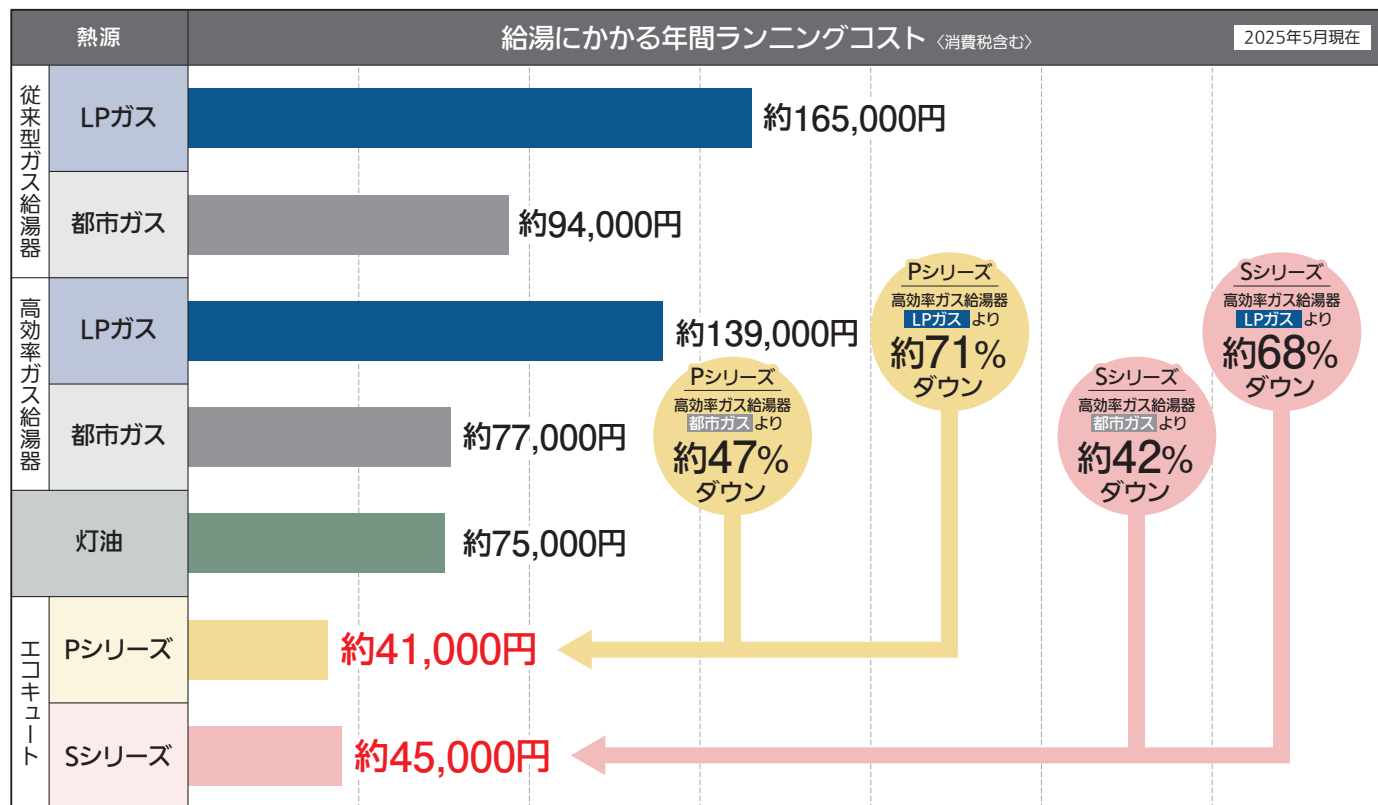 熱源
給湯にかかる年間ランニングコスト〈消費税含む〉
2025年5月現在
従来型ガス給湯器
LPガス
約165,000円
都市ガス
約94,000円
高効率ガス給湯器
LPガス
約139,000円
都市ガス
約77,000円
灯油
約75,000円
エコキュート
Pシリーズ
約41,000円
Sシリーズ
約45,000円
Pシリーズ
高効率ガス給湯器
都市ガスより
約47%
ダウン
Pシリーズ
高効率ガス給湯器
LPガスより
約71%
ダウン
Sシリーズ
高効率ガス給湯器
都市ガスより
約42%
ダウン
Sシリーズ
高効率ガス給湯器
LPガスより
約68%
ダウン